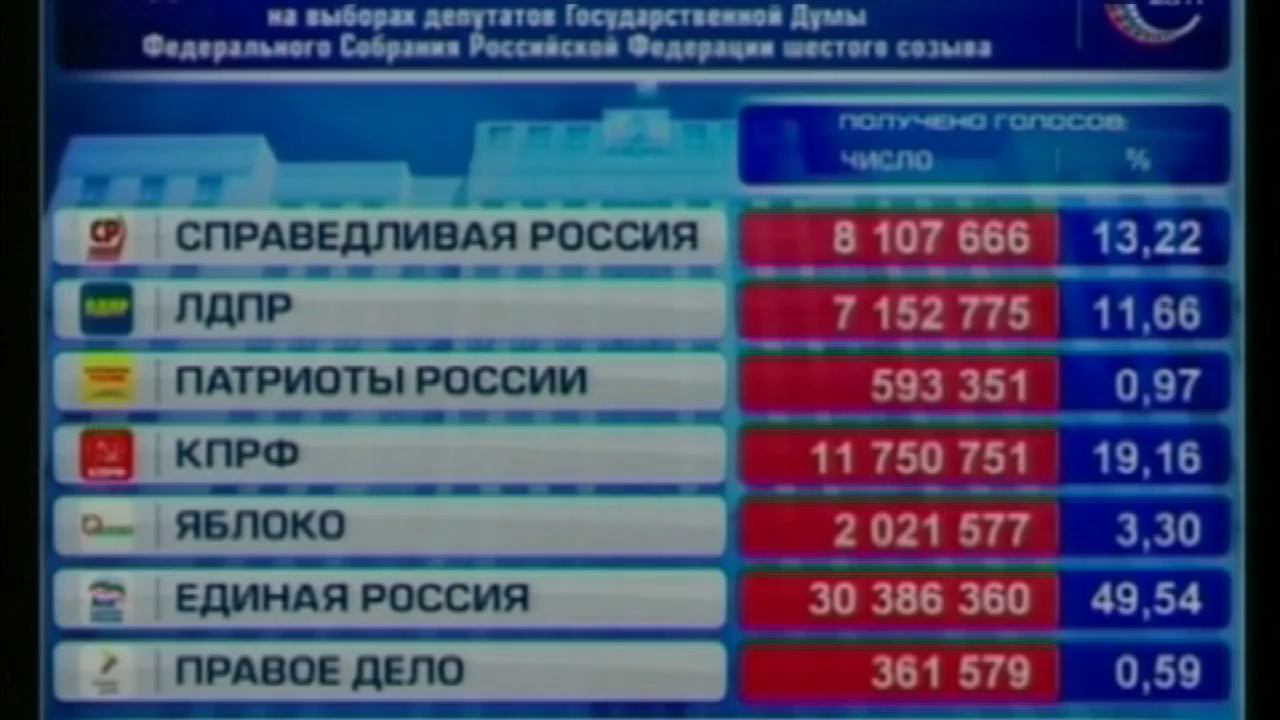 на выборах депутатов Государственной Думы
Федерального Собрания Российской Федерации шестого созыва
ПОЛУЧЕНО ГОЛОСОВ:
ЧИСЛО %
СР СПРАВЕДЛИВАЯ РОССИЯ 8 107 666 13,22
ЛДПР ЛДПР 7 152 775 11,66
ПАТРИОТЫ РОССИИ 593 351 0,97
КПРФ 11 750 751 19,16
ЯБЛОКО 2 021 577 3,30
ЕДИНАЯ РОССИЯ 30 386 360 49,54
ПРАВОЕ ДЕЛО 361 579 0,59